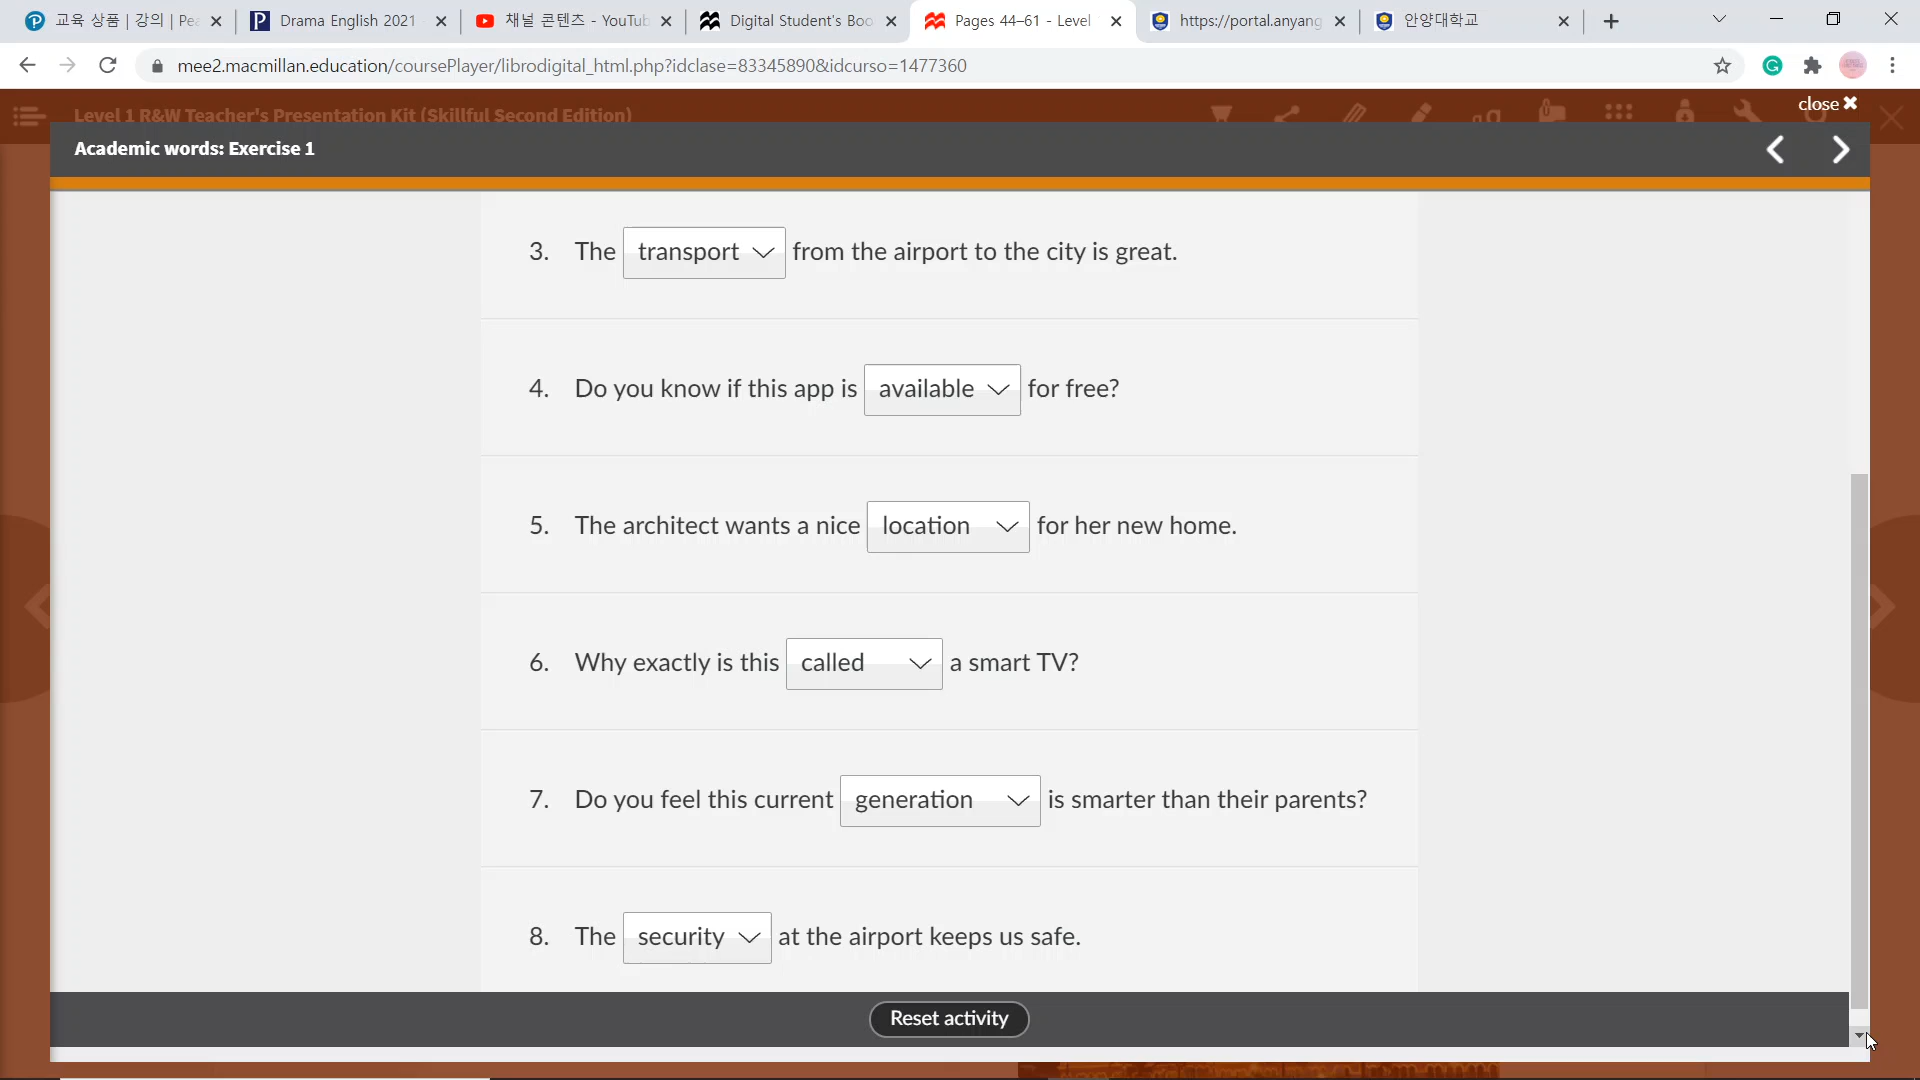 교육 상품 | 강의 | Pea
Drama English 2021
채널 콘텐츠 - YouTub
Digital Student's Boo
Pages 44–61 - Level
https://portal.anyang
안양대학교
mee2.macmillan.education/coursePlayer/librodigital_html.php?idclase=83345890&idcurso=1477360
Level 1 R&W Teacher's Presentation Kit (Skillful Second Edition)
close
Academic words: Exercise 1
3. The transport from the airport to the city is great.
4. Do you know if this app is available for free?
5. The architect wants a nice location for her new home.
6. Why exactly is this called a smart TV?
7. Do you feel this current generation is smarter than their parents?
8. The security at the airport keeps us safe.
Reset activity